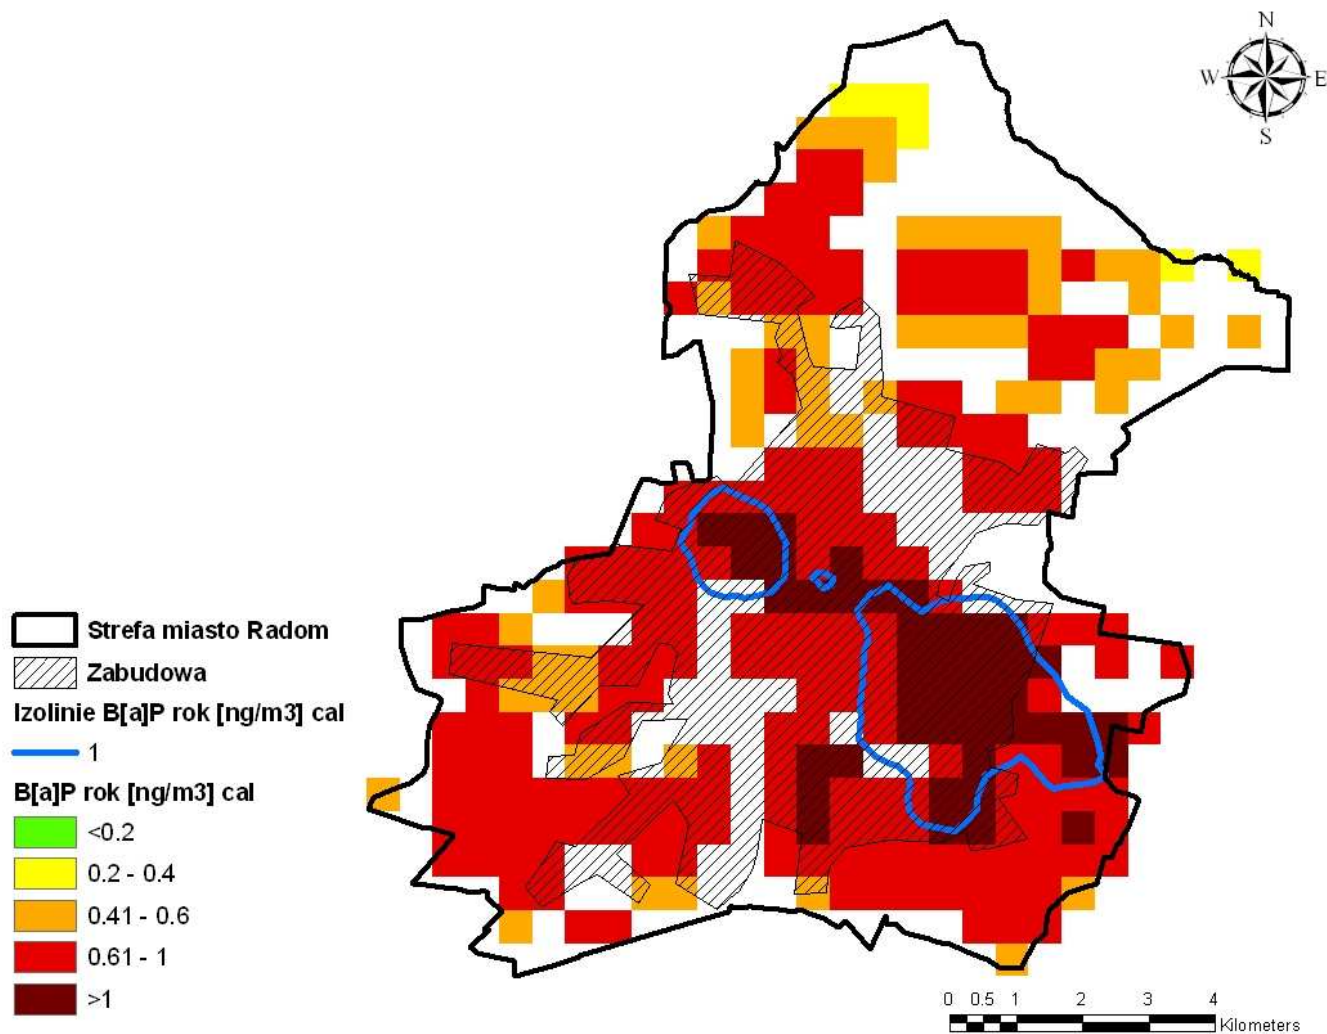 N
W E
S
Strefa miasto Radom
Zabudowa
Izolinie B[a]P rok [ng/m3] cal
1
B[a]P rok [ng/m3] cal
<0.2
0.2 - 0.4
0.41 - 0.6
0.61 - 1
>1
0 0.5 1 2 3 4
Kilometers